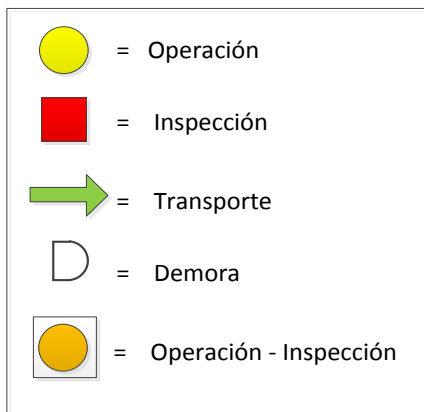 = Operación
= Inspección
= Transporte
= Demora
= Operación - Inspección